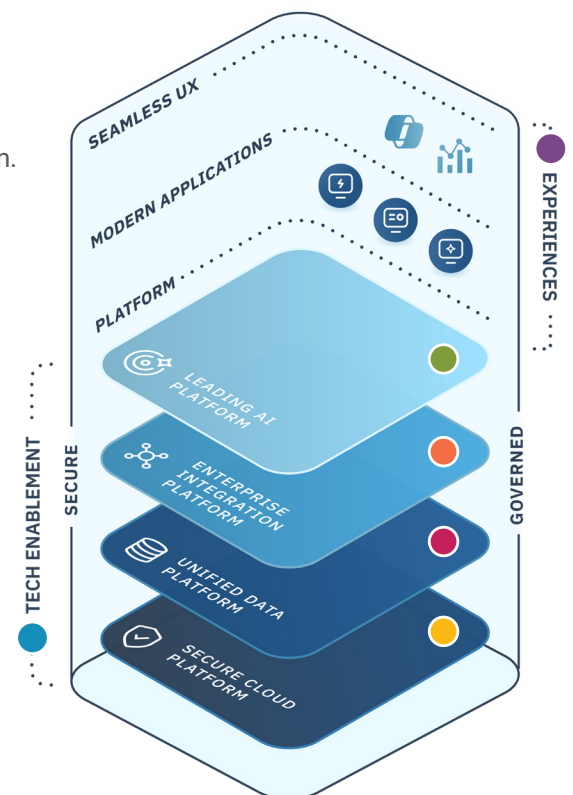 SEAMLESS UX
n.
MODERN APPLICATIONS
EXPERIENCES
PLATFORM
LEADING AI
PLATFORM
ENTERPRISE
INTEGRATION
PLATFORM
TECH ENABLEMENT
SECURE
GOVERNED
UNIFIED DATA
PLATFORM
SECURE CLOUD
PLATFORM